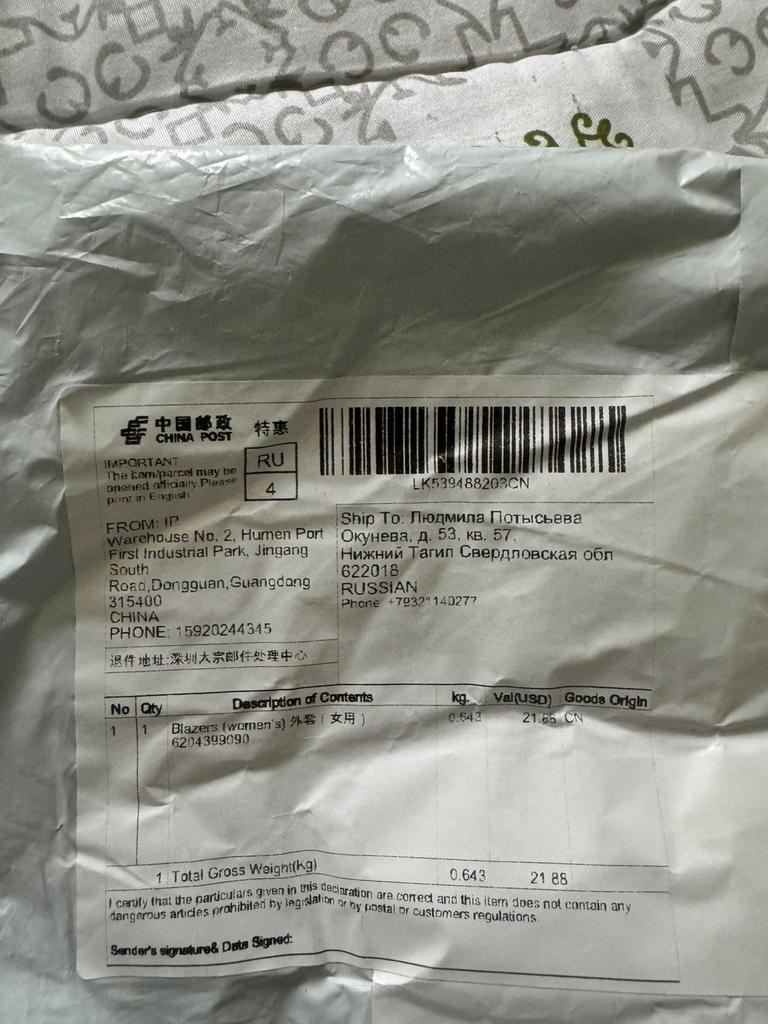 中国邮政
CHINA POST
特惠
IMPORTANT
The item/parcel may be
opened officially. Please
print in English
RU
4
LK539488203CN
FROM: IP
Warehouse No. 2, Humen Port
First Industrial Park, Jingang
South
Road,Dongguan,Guangdong
315400
CHINA
PHONE: 15920244345
退件地址:深圳大宗邮件处理中心
Ship To: Людмила Потысьева
Окунева, д. 53, кв. 57,
Нижний Тагил Свердловская обл
622018
RUSSIAN
Phone: +79321140277
No Qty Description of Contents kg. Val(USD) Goods Origin
1 1 Blazers (women's) 外套 ( 女用 ) 0.643 21.88 CN
6204399090
1 Total Gross Weight(Kg) 0.643 21.88
I certify that the particulars given in this declaration are correct and this item does not contain any
dangerous articles prohibited by legislation or by postal or customers regulations.
Sender's signature& Date Signed: